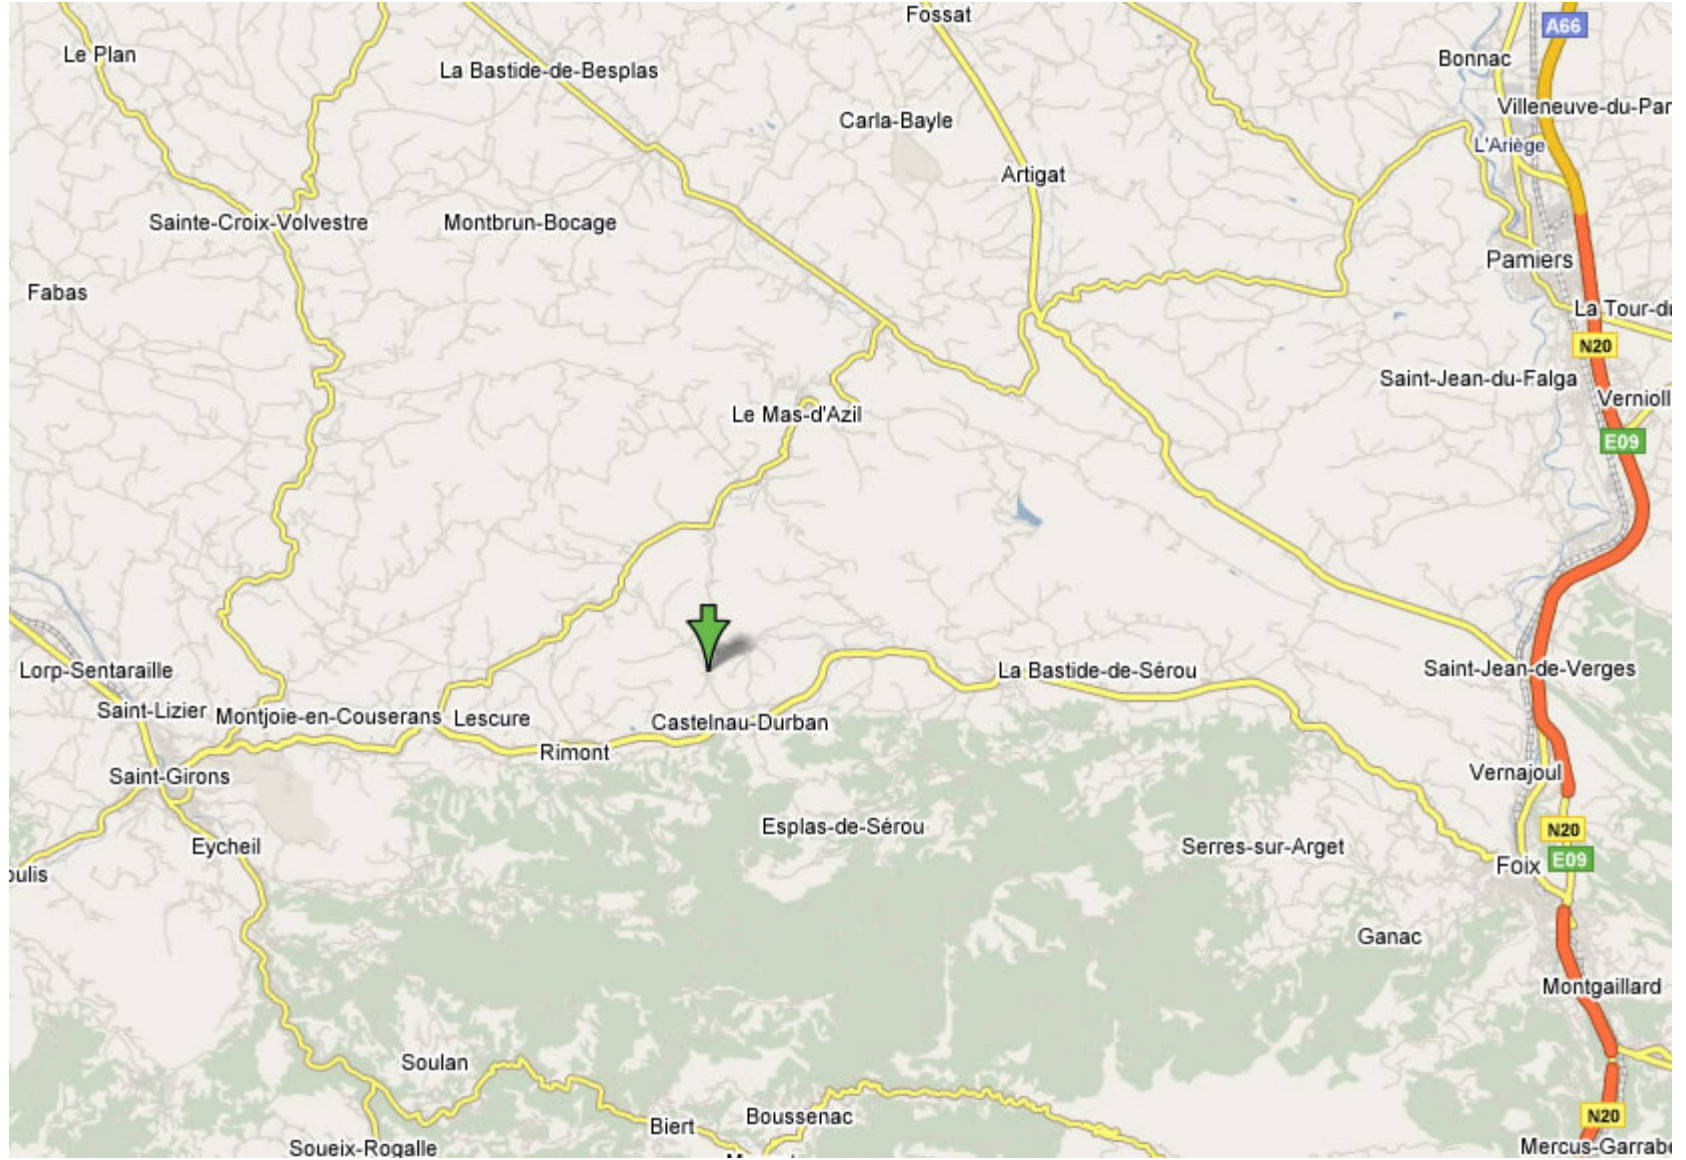 Fossat
A66
Le Plan
Bonnac
La Bastide-de-Besplas
Villeneuve-du-Par
Carla-Bayle
L'Ariège
Artigat
Sainte-Croix-Volvestre
Montbrun-Bocage
Pamiers
Fabas
La Tour-du
N20
Saint-Jean-du-Falga
Vernioll
Le Mas-d'Azil
E09
Lorp-Sentaraille
La Bastide-de-Sérou
Saint-Jean-de-Verges
Saint-Lizier
Montjoie-en-Couserans
Lescure
Castelnau-Durban
Rimont
Saint-Girons
Vernajoul
Esplas-de-Sérou
N20
Eycheil
Serres-sur-Arget
E09
Foix
oulis
Ganac
Montgaillard
Soulan
Boussenac
N20
Biert
Soueix-Rogalle
Mercus-Garrabe